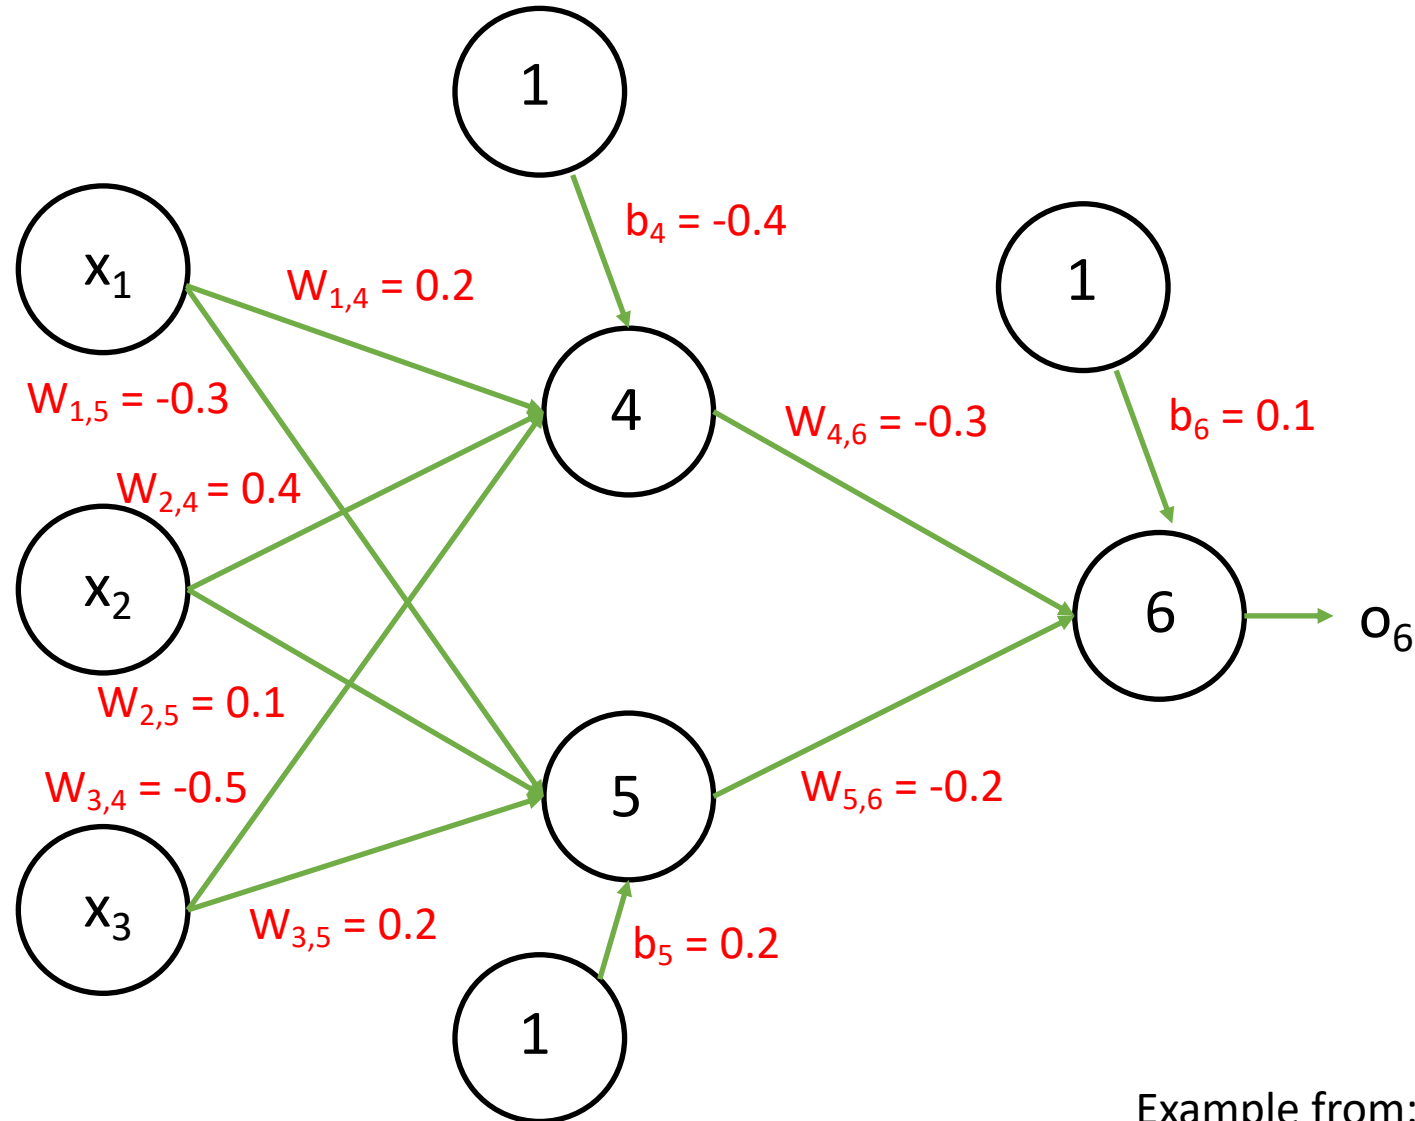 1
b₄ = -0.4
x₁
W₁,₄ = 0.2
1
W₁,₅ = -0.3
4
W₄,₆ = -0.3
b₆ = 0.1
W₂,₄ = 0.4
x₂
6
o₆
W₂,₅ = 0.1
W₃,₄ = -0.5
5
W₅,₆ = -0.2
x₃
W₃,₅ = 0.2
b₅ = 0.2
1
Example from: